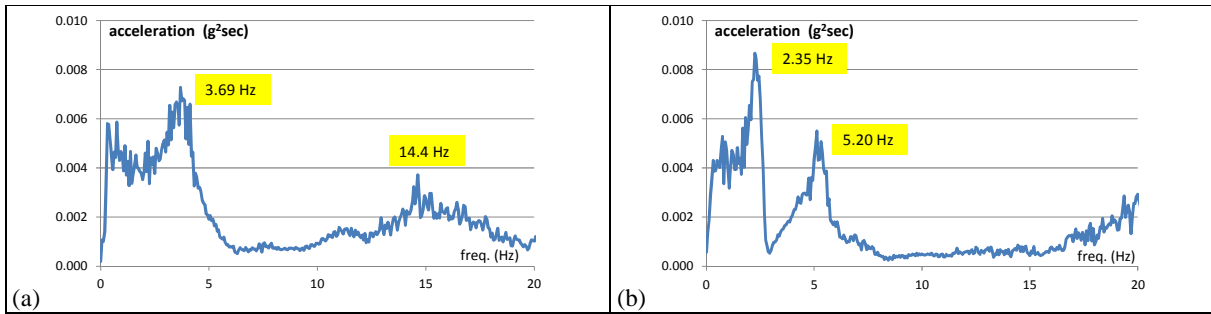 acceleration (g²sec)
0.010
0.008
0.006
0.004
0.002
0.000
3.69 Hz
14.4 Hz
freq. (Hz)
0
5
10
15
20
(a)
acceleration (g²sec)
0.010
0.008
0.006
0.004
0.002
0.000
2.35 Hz
5.20 Hz
freq. (Hz)
0
5
10
15
20
(b)